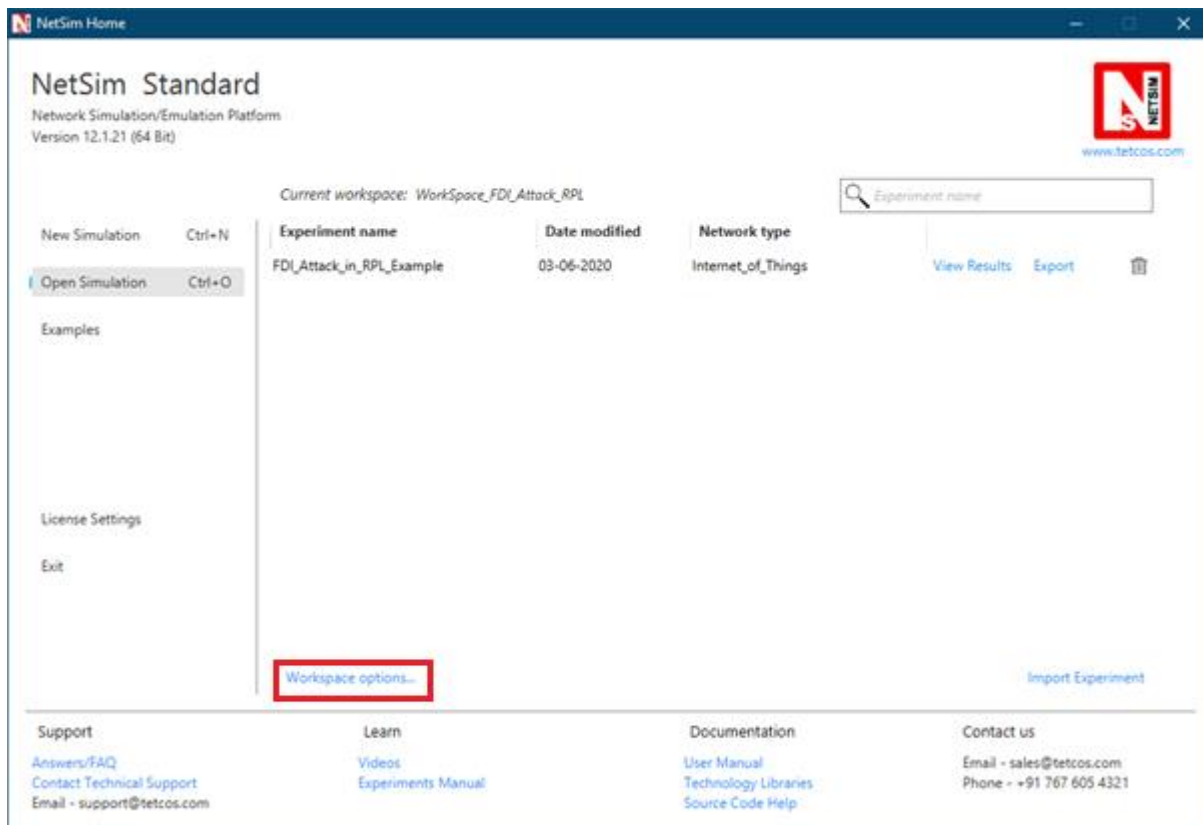 NetSim Home
NetSim Standard
Network Simulation/Emulation Platform
Version 12.1.21 (64 Bit)
N
S
NETSIM
www.tetcos.com
Current workspace: WorkSpace_FDI_Attack_RPL
Experiment name
New Simulation Ctrl+N
Experiment name Date modified Network type
FDI_Attack_in_RPL_Example 03-06-2020 Internet_of_Things View Results Export
Open Simulation Ctrl+O
Examples
License Settings
Exit
Workspace options...
Import Experiment
Support
Answers/FAQ
Contact Technical Support
Email - support@tetcos.com
Learn
Videos
Experiments Manual
Documentation
User Manual
Technology Libraries
Source Code Help
Contact us
Email - sales@tetcos.com
Phone - +91 767 605 4321